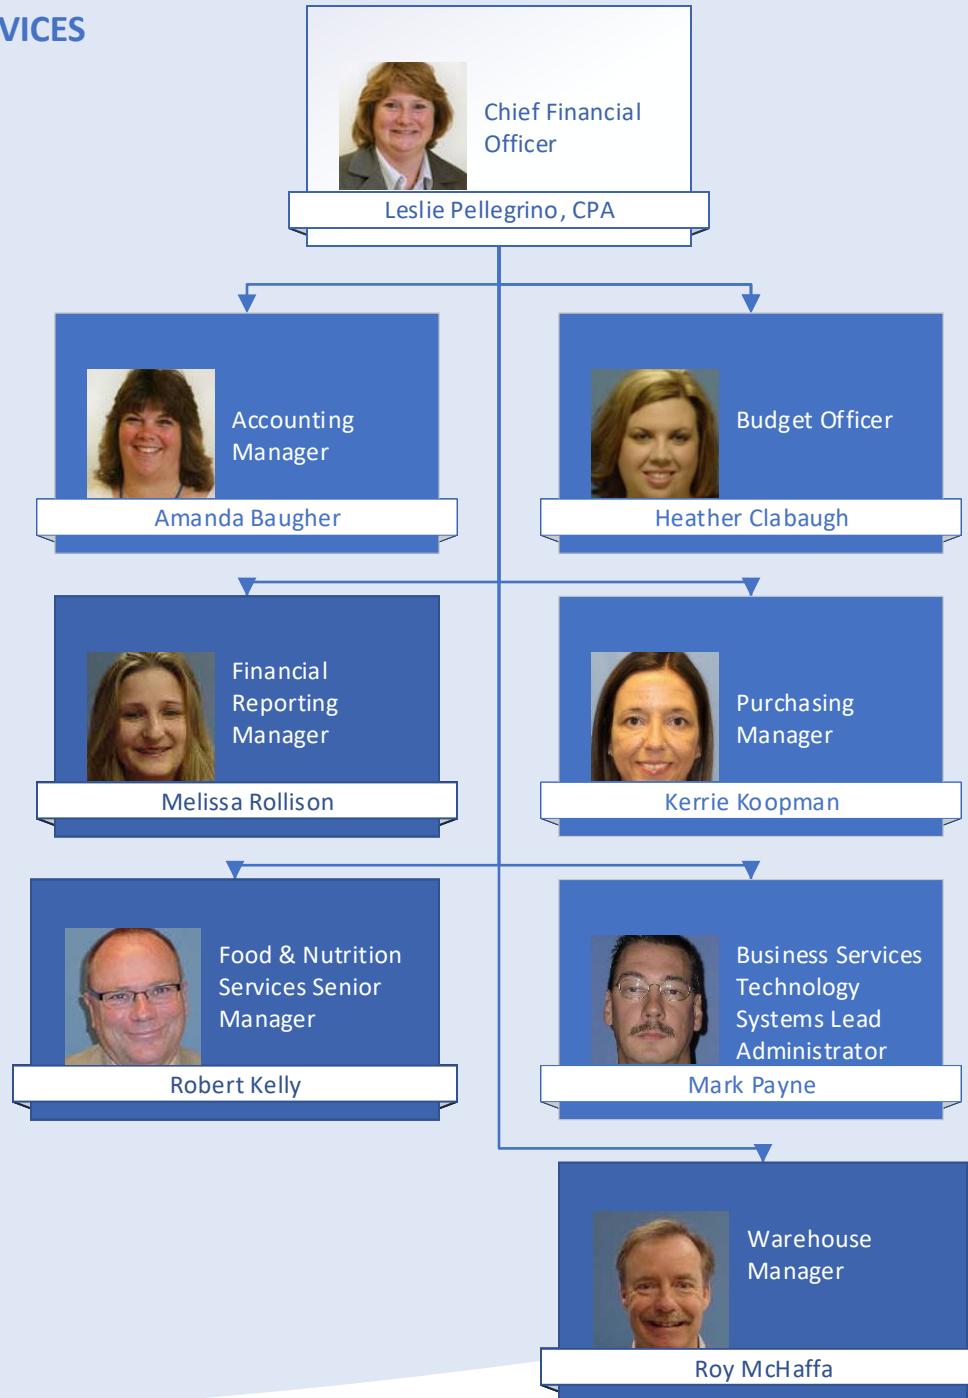 VICES
Chief Financial
Officer
Leslie Pellegrino, CPA
Accounting
Manager
Amanda Baugher
Budget Officer
Heather Clabaugh
Financial
Reporting
Manager
Melissa Rollison
Purchasing
Manager
Kerrie Koopman
Food & Nutrition
Services Senior
Manager
Robert Kelly
Business Services
Technology
Systems Lead
Administrator
Mark Payne
Warehouse
Manager
Roy McHaffa